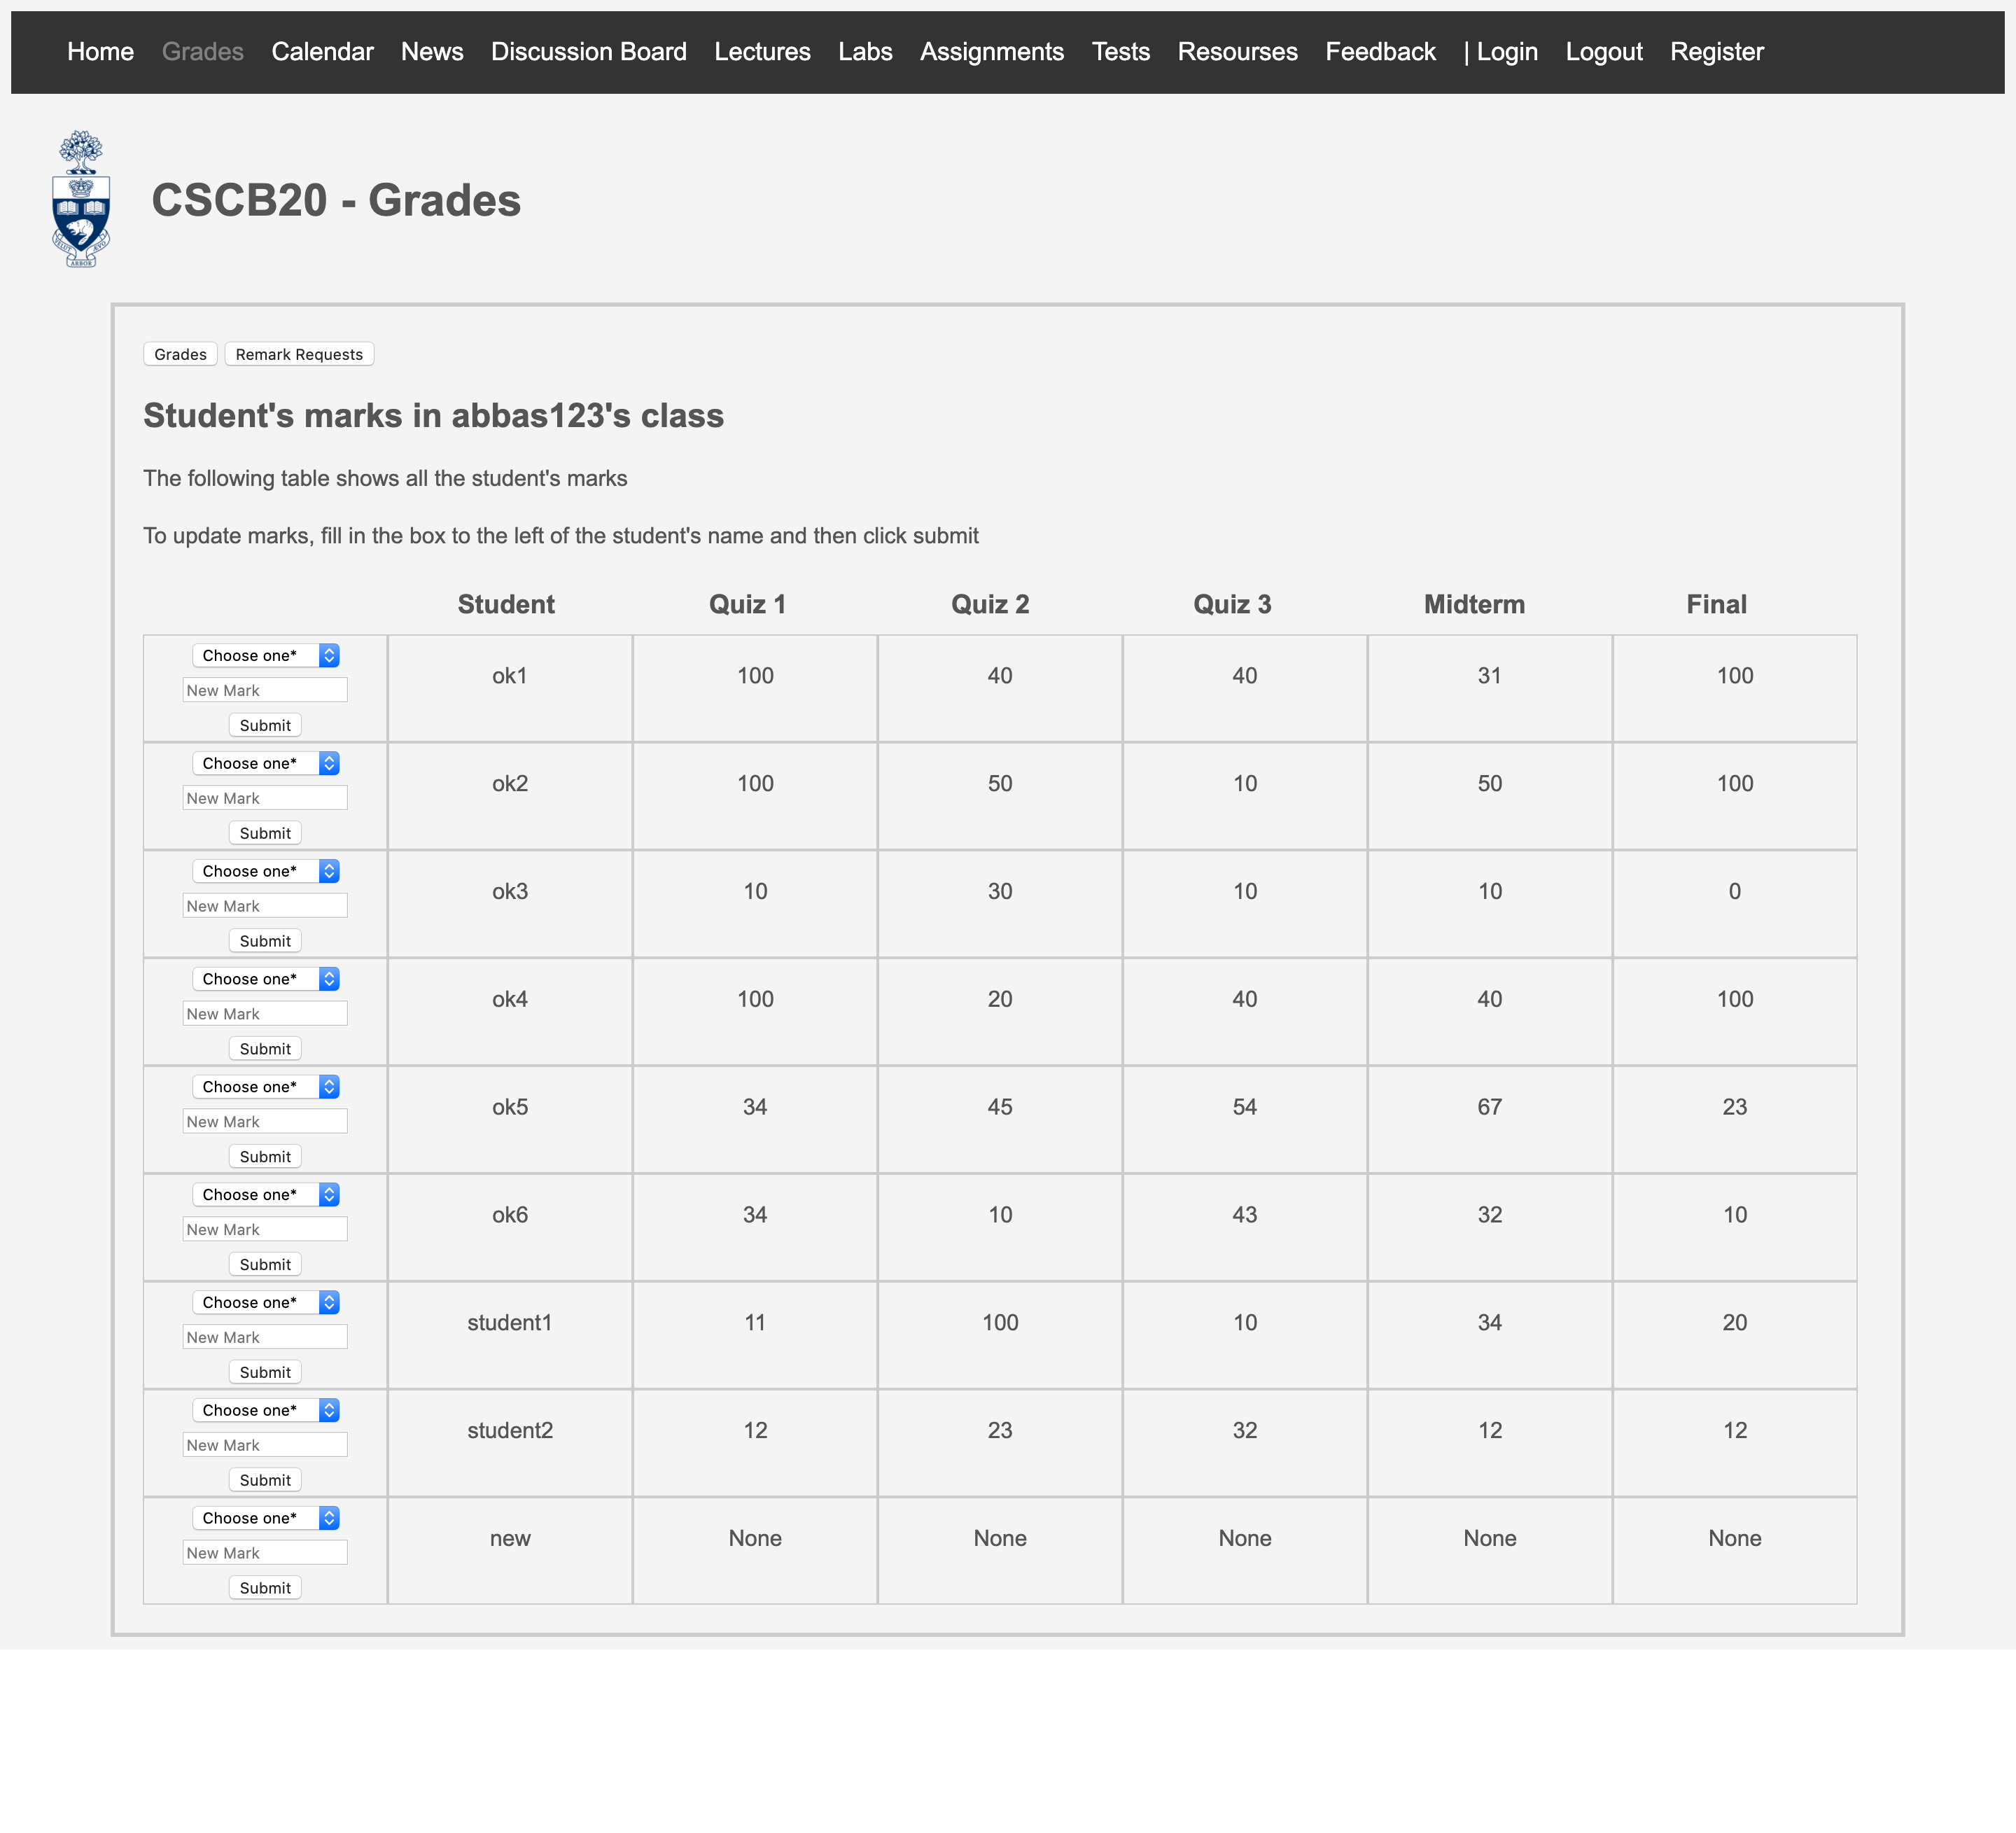 Home Grades Calendar News Discussion Board Lectures Labs Assignments Tests Resourses Feedback | Login Logout Register
VELUT ARBOR ÆVO
CSCB20 - Grades
Grades Remark Requests
Student's marks in abbas123's class
The following table shows all the student's marks
To update marks, fill in the box to the left of the student's name and then click submit
Student Quiz 1 Quiz 2 Quiz 3 Midterm Final
Choose one*
ok1 100 40 40 31 100
New Mark
Submit
Choose one*
ok2 100 50 10 50 100
New Mark
Submit
Choose one*
ok3 10 30 10 10 0
New Mark
Submit
Choose one*
ok4 100 20 40 40 100
New Mark
Submit
Choose one*
ok5 34 45 54 67 23
New Mark
Submit
Choose one*
ok6 34 10 43 32 10
New Mark
Submit
Choose one*
student1 11 100 10 34 20
New Mark
Submit
Choose one*
student2 12 23 32 12 12
New Mark
Submit
Choose one*
new None None None None None
New Mark
Submit